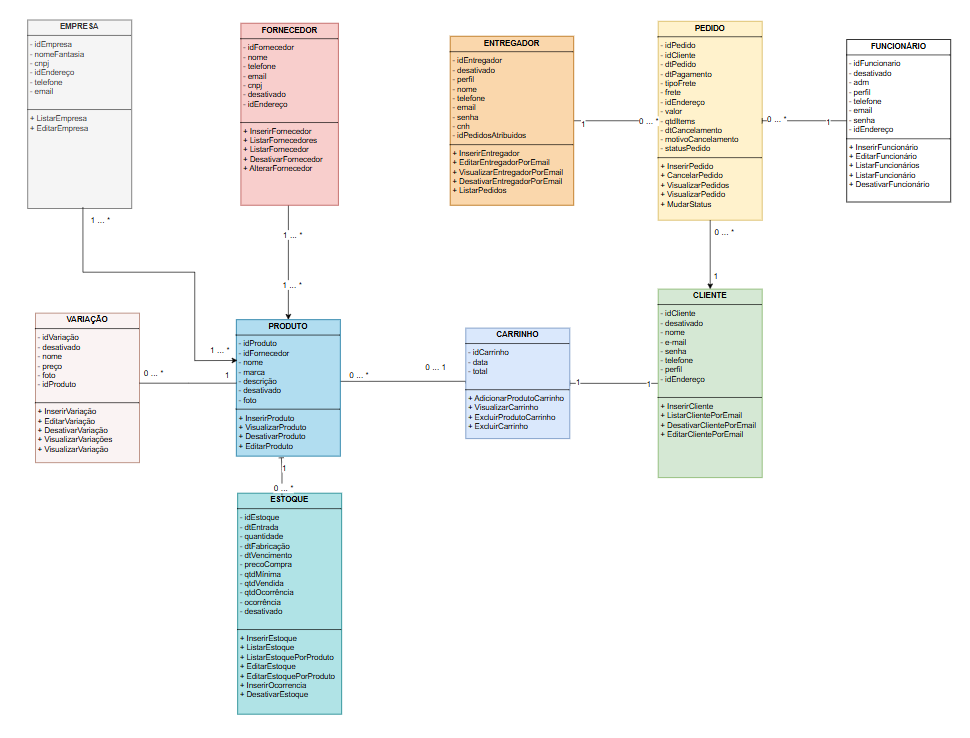 EMPRESA
- idEmpresa
- nomeFantasia
- cnpj
- idEndereço
- telefone
- email
+ ListarEmpresa
+ EditarEmpresa
FORNECEDOR
- idFornecedor
- nome
- telefone
- email
- cnpj
- desativado
- idEndereço
+ InserirFornecedor
+ ListarFornecedores
+ ListarFornecedor
+ DesativarFornecedor
+ AlterarFornecedor
ENTREGADOR
- idEntregador
- desativado
- perfil
- nome
- telefone
- email
- senha
- cnh
- idPedidosAtribuidos
+ InserirEntregador
+ EditarEntregadorPorEmail
+ VisualizarEntregadorPorEmail
+ DesativarEntregadorPorEmail
+ ListarPedidos
1
0 ... *
PEDIDO
- idPedido
- idCliente
- dtPedido
- dtPagamento
- tipoFrete
- frete
- idEndereço
- valor
- qtdItems
- dtCancelamento
- motivoCancelamento
- statusPedido
+ InserirPedido
+ CancelarPedido
+ VisualizarPedidos
+ VisualizarPedido
+ MudarStatus
0 ... *
1
FUNCIONÁRIO
- idFuncionario
- desativado
- adm
- perfil
- telefone
- email
- senha
- idEndereço
+ InserirFuncionário
+ EditarFuncionário
+ ListarFuncionários
+ ListarFuncionário
+ DesativarFuncionário
1 ... *
1 ... *
1 ... *
1 ... *
0 ... *
1
VARIAÇÃO
- idVariação
- desativado
- nome
- preço
- foto
- idProduto
+ InserirVariação
+ EditarVariação
+ DesativarVariação
+ VisualizarVariações
+ VisualizarVariação
0 ... *
1
PRODUTO
- idProduto
- idFornecedor
- nome
- marca
- descrição
- desativado
- foto
+ InserirProduto
+ VisualizarProduto
+ DesativarProduto
+ EditarProduto
0 ... *
0 ... 1
CARRINHO
- idCarrinho
- data
- total
+ AdicionarProdutoCarrinho
+ VisualizarCarrinho
+ ExcluirProdutoCarrinho
+ ExcluirCarrinho
1
1
CLIENTE
- idCliente
- desativado
- nome
- e-mail
- senha
- telefone
- perfil
- idEndereço
+ InserirCliente
+ ListarClientePorEmail
+ DesativarClientePorEmail
+ EditarClientePorEmail
1
0 ... *
ESTOQUE
- idEstoque
- dtEntrada
- quantidade
- dtFabricação
- dtVencimento
- precoCompra
- qtdMínima
- qtdVendida
- qtdOcorrência
- ocorrência
- desativado
+ InserirEstoque
+ ListarEstoque
+ ListarEstoquePorProduto
+ EditarEstoque
+ EditarEstoquePorProduto
+ InserirOcorrencia
+ DesativarEstoque